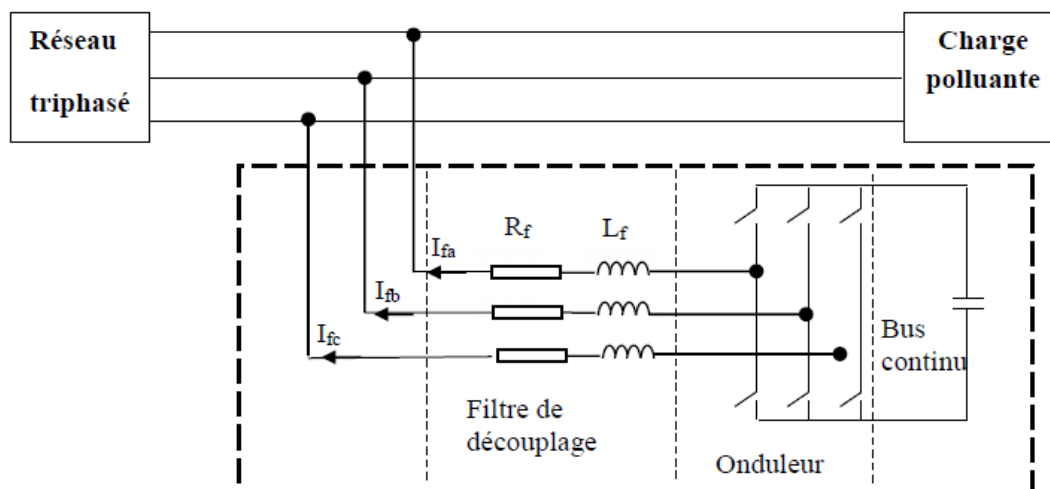 Réseau
triphasé
Charge
polluante
Rf
Lf
Ifa
Ifb
Ifc
Bus
continu
Filtre de
découplage
Onduleur